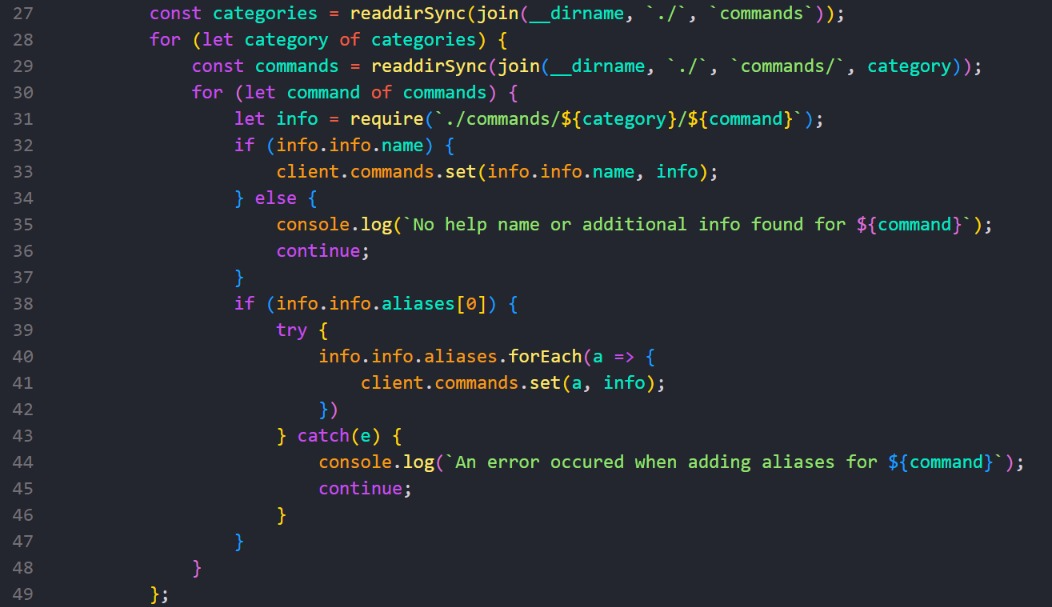 27 const categories = readdirSync(join(__dirname, `./`, `commands`));
28 for (let category of categories) {
29 const commands = readdirSync(join(__dirname, `./`, `commands/`, category));
30 for (let command of commands) {
31 let info = require(`./commands/${category}/${command}`);
32 if (info.info.name) {
33 client.commands.set(info.info.name, info);
34 } else {
35 console.log(`No help name or additional info found for ${command}`);
36 continue;
37 }
38 if (info.info.aliases[0]) {
39 try {
40 info.info.aliases.forEach(a => {
41 client.commands.set(a, info);
42 })
43 } catch(e) {
44 console.log(`An error occured when adding aliases for ${command}`);
45 continue;
46 }
47 }
48 }
49 };